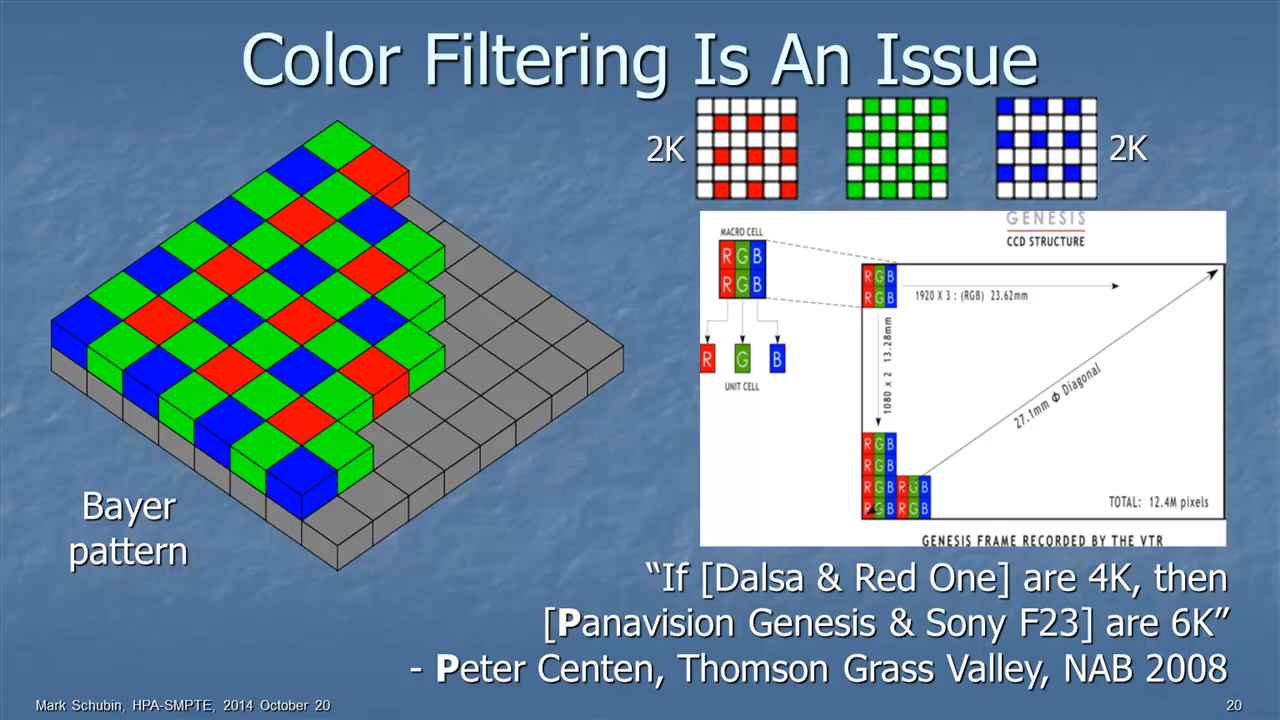 Color Filtering Is An Issue
2K
2K
GENESIS
CCD STRUCTURE
MACRO CELL
R G B
R G B
R G B
R G B
1920 X 3 : (RGB) 23.62mm
R
G
B
UNIT CELL
1080 x 2 13.28mm
27.1mm Φ Diagonal
R G B
R G B
R G B R G B
R G B R G B
TOTAL: 12.4M pixels
GENESIS FRAME RECORDED BY THE VTR
Bayer
pattern
“If [Dalsa & Red One] are 4K, then
[Panavision Genesis & Sony F23] are 6K”
- Peter Centen, Thomson Grass Valley, NAB 2008
Mark Schubin, HPA-SMPTE, 2014 October 20
20